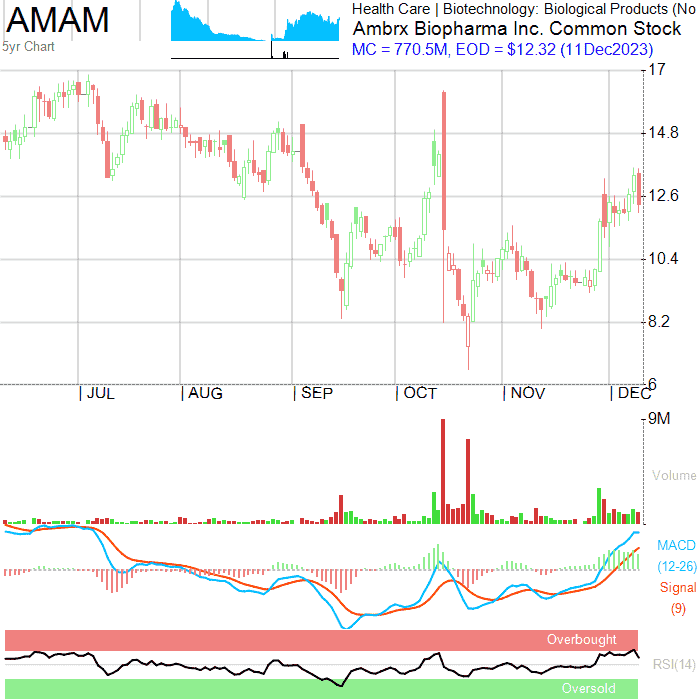 AMAM
5yr Chart
Health Care | Biotechnology: Biological Products (No
Ambrx Biopharma Inc. Common Stock
MC = 770.5M, EOD = $12.32 (11Dec2023)
17
14.8
12.6
10.4
8.2
6
| JUL | AUG | SEP | OCT | NOV | DEC
9M
Volume
MACD
(12-26)
Signal
(9)
Overbought
RSI(14)
Oversold